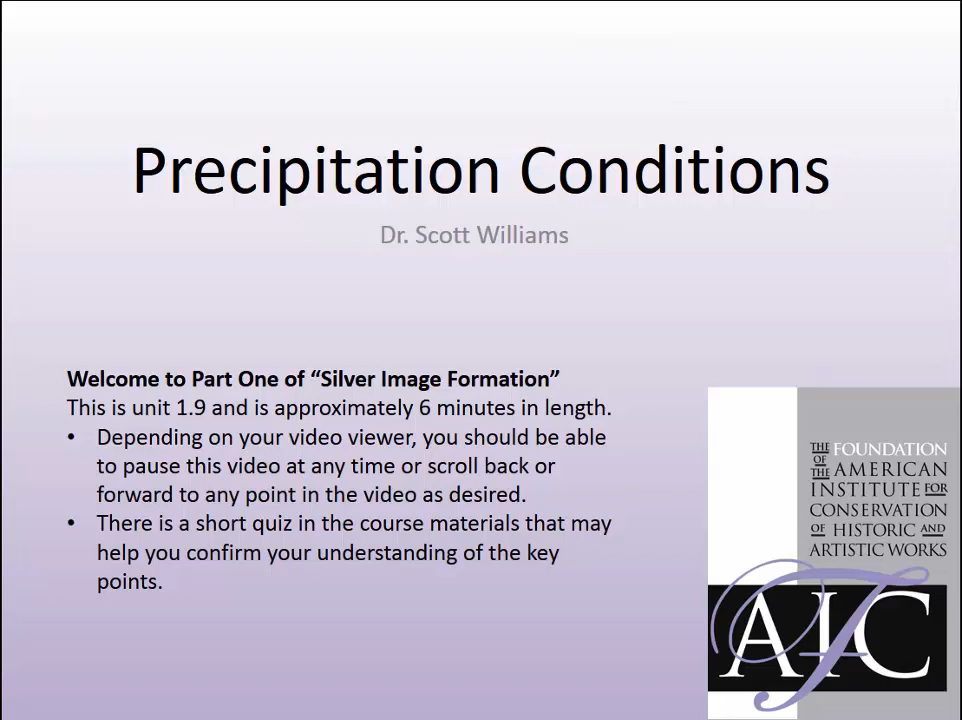 Precipitation Conditions
Dr. Scott Williams
Welcome to Part One of “Silver Image Formation”
This is unit 1.9 and is approximately 6 minutes in length.
• Depending on your video viewer, you should be able
to pause this video at any time or scroll back or
forward to any point in the video as desired.
• There is a short quiz in the course materials that may
help you confirm your understanding of the key
points.
THE FOUNDATION
OF
THE AMERICAN
INSTITUTE FOR
CONSERVATION
OF HISTORIC AND
ARTISTIC WORKS
F
AIC